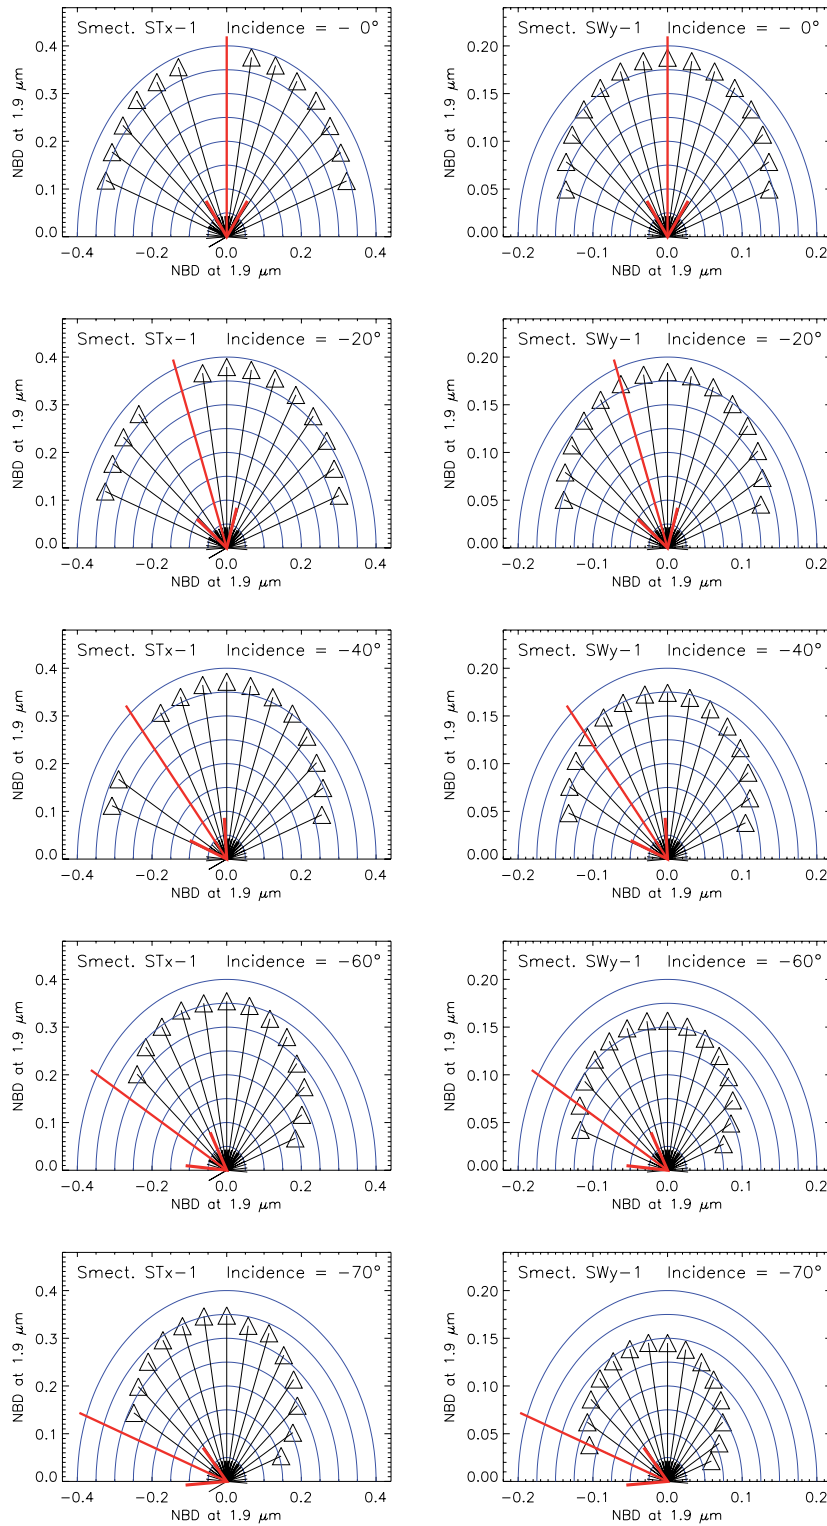 Smect. STx-1 Incidence = - 0°
NBD at 1.9 μm
0.4
0.3
0.2
0.1
0.0
-0.4 -0.2 0.0 0.2 0.4
NBD at 1.9 μm
Smect. SWy-1 Incidence = - 0°
NBD at 1.9 μm
0.20
0.15
0.10
0.05
0.00
-0.2 -0.1 0.0 0.1 0.2
NBD at 1.9 μm
Smect. STx-1 Incidence = -20°
NBD at 1.9 μm
0.4
0.3
0.2
0.1
0.0
-0.4 -0.2 0.0 0.2 0.4
NBD at 1.9 μm
Smect. SWy-1 Incidence = -20°
NBD at 1.9 μm
0.20
0.15
0.10
0.05
0.00
-0.2 -0.1 0.0 0.1 0.2
NBD at 1.9 μm
Smect. STx-1 Incidence = -40°
NBD at 1.9 μm
0.4
0.3
0.2
0.1
0.0
-0.4 -0.2 0.0 0.2 0.4
NBD at 1.9 μm
Smect. SWy-1 Incidence = -40°
NBD at 1.9 μm
0.20
0.15
0.10
0.05
0.00
-0.2 -0.1 0.0 0.1 0.2
NBD at 1.9 μm
Smect. STx-1 Incidence = -60°
NBD at 1.9 μm
0.4
0.3
0.2
0.1
0.0
-0.4 -0.2 0.0 0.2 0.4
NBD at 1.9 μm
Smect. SWy-1 Incidence = -60°
NBD at 1.9 μm
0.20
0.15
0.10
0.05
0.00
-0.2 -0.1 0.0 0.1 0.2
NBD at 1.9 μm
Smect. STx-1 Incidence = -70°
NBD at 1.9 μm
0.4
0.3
0.2
0.1
0.0
-0.4 -0.2 0.0 0.2 0.4
NBD at 1.9 μm
Smect. SWy-1 Incidence = -70°
NBD at 1.9 μm
0.20
0.15
0.10
0.05
0.00
-0.2 -0.1 0.0 0.1 0.2
NBD at 1.9 μm